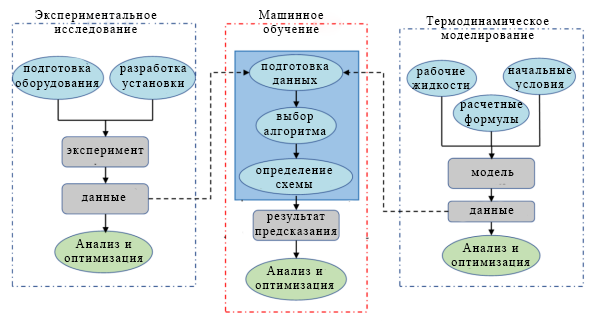 Экспериментальное
исследование
подготовка
оборудования
разработка
установки
эксперимент
данные
Анализ и
оптимизация
Машинное
обучение
подготовка
данных
выбор
алгоритма
определение
схемы
результат
предсказания
Анализ и
оптимизация
Термодинамическое
моделирование
рабочие
жидкости
начальные
условия
расчетные
формулы
модель
данные
Анализ и
оптимизация